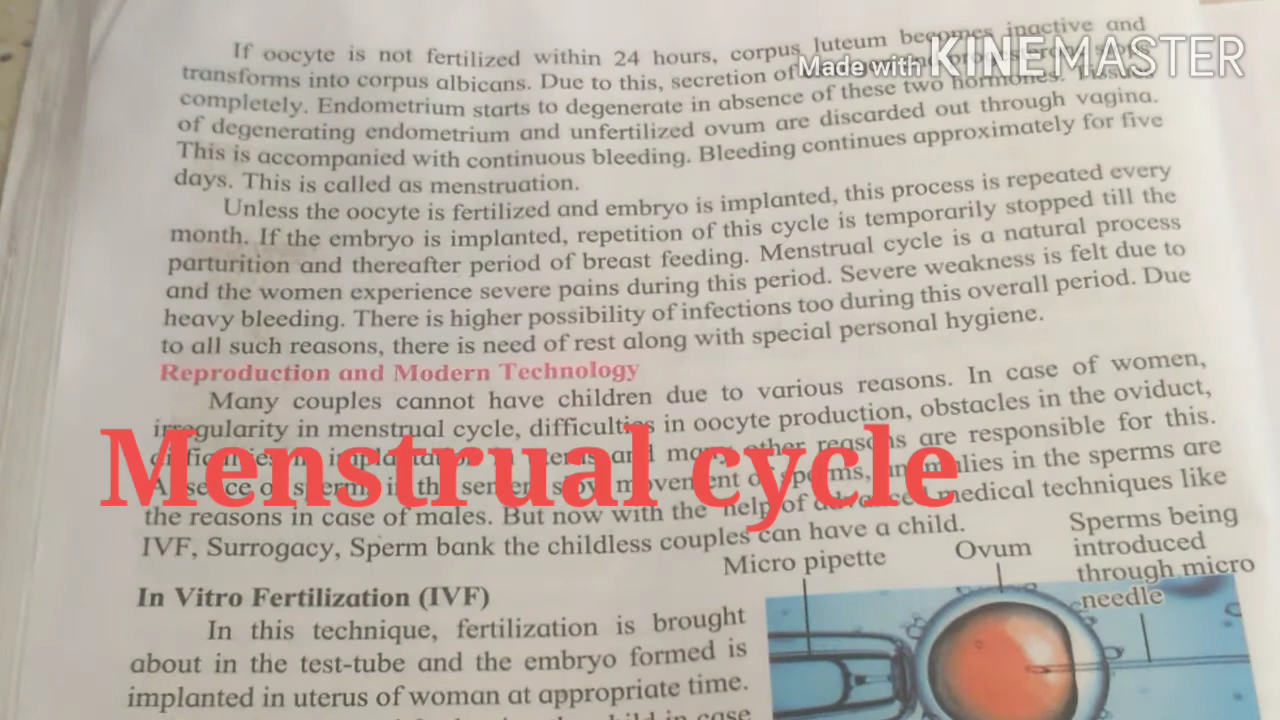 If oocyte is not fertilized within 24 hours, corpus luteum becomes inactive and
transforms into corpus albicans. Due to this, secretion of
Made with KINEMASTER
completely. Endometrium starts to degenerate in absence of these two hormones. Tissues
of degenerating endometrium and unfertilized ovum are discarded out through vagina.
This is accompanied with continuous bleeding. Bleeding continues approximately for five
days. This is called as menstruation.
Unless the oocyte is fertilized and embryo is implanted, this process is repeated every
month. If the embryo is implanted, repetition of this cycle is temporarily stopped till the
parturition and thereafter period of breast feeding. Menstrual cycle is a natural process
and the women experience severe pains during this period. Severe weakness is felt due to
heavy bleeding. There is higher possibility of infections too during this overall period. Due
to all such reasons, there is need of rest along with special personal hygiene.
Reproduction and Modern Technology
Many couples cannot have children due to various reasons. In case of women,
irregularity in menstrual cycle, difficulties in oocyte production, obstacles in the oviduct,
many other reasons are responsible for this.
Menstrual cycle
in the sperms are
the reasons in case of males. But now with the help of advanced medical techniques like
IVF, Surrogacy, Sperm bank the childless couples can have a child.
Micro pipette
Ovum
Sperms being
introduced
through micro
needle
In Vitro Fertilization (IVF)
In this technique, fertilization is brought
about in the test-tube and the embryo formed is
implanted in uterus of woman at appropriate time.
in case